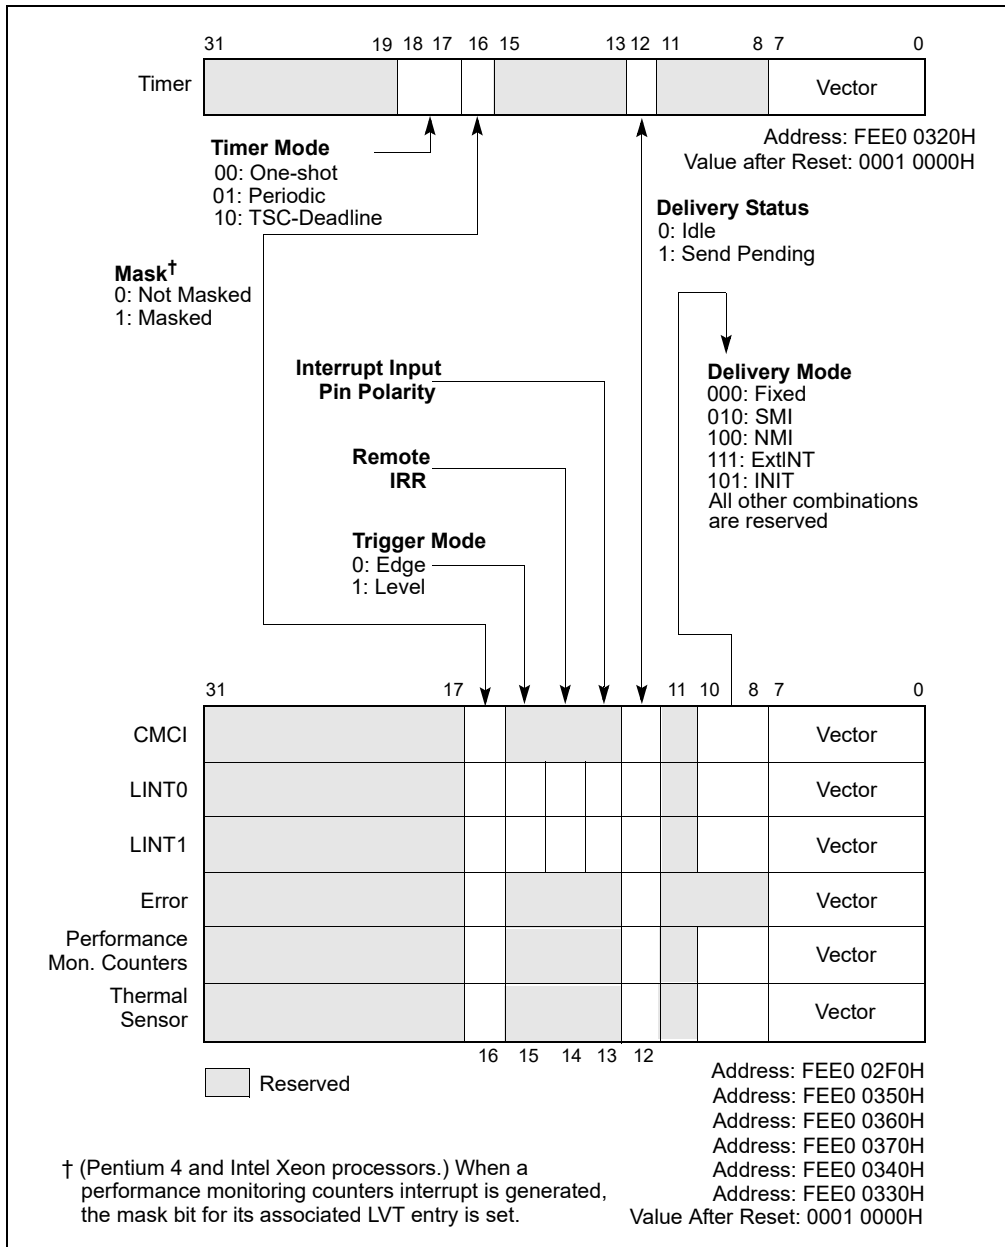 31 19 18 17 16 15 13 12 11 8 7 0
Timer Vector
Address: FEE0 0320H
Value after Reset: 0001 0000H
Timer Mode
00: One-shot
01: Periodic
10: TSC-Deadline
Delivery Status
0: Idle
1: Send Pending
Mask†
0: Not Masked
1: Masked
Interrupt Input
Pin Polarity
Delivery Mode
000: Fixed
010: SMI
100: NMI
111: ExtlNT
101: INIT
All other combinations
are reserved
Remote
IRR
Trigger Mode
0: Edge
1: Level
31 17 11 10 8 7 0
CMCI Vector
LINT0 Vector
LINT1 Vector
Error Vector
Performance
Mon. Counters Vector
Thermal
Sensor Vector
16 15 14 13 12
Reserved
Address: FEE0 02F0H
Address: FEE0 0350H
Address: FEE0 0360H
Address: FEE0 0370H
Address: FEE0 0340H
Address: FEE0 0330H
Value After Reset: 0001 0000H
† (Pentium 4 and Intel Xeon processors.) When a
performance monitoring counters interrupt is generated,
the mask bit for its associated LVT entry is set.